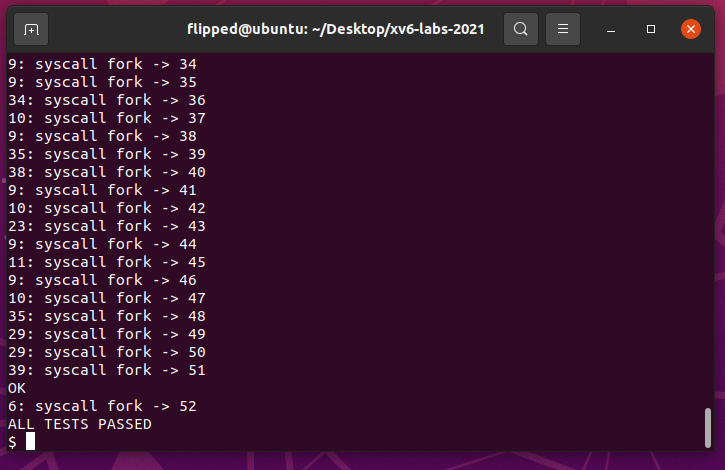 flipped@ubuntu: ~/Desktop/xv6-labs-2021
9: syscall fork -> 34
9: syscall fork -> 35
34: syscall fork -> 36
10: syscall fork -> 37
9: syscall fork -> 38
35: syscall fork -> 39
38: syscall fork -> 40
9: syscall fork -> 41
10: syscall fork -> 42
23: syscall fork -> 43
9: syscall fork -> 44
11: syscall fork -> 45
9: syscall fork -> 46
10: syscall fork -> 47
35: syscall fork -> 48
29: syscall fork -> 49
29: syscall fork -> 50
39: syscall fork -> 51
OK
6: syscall fork -> 52
ALL TESTS PASSED
$